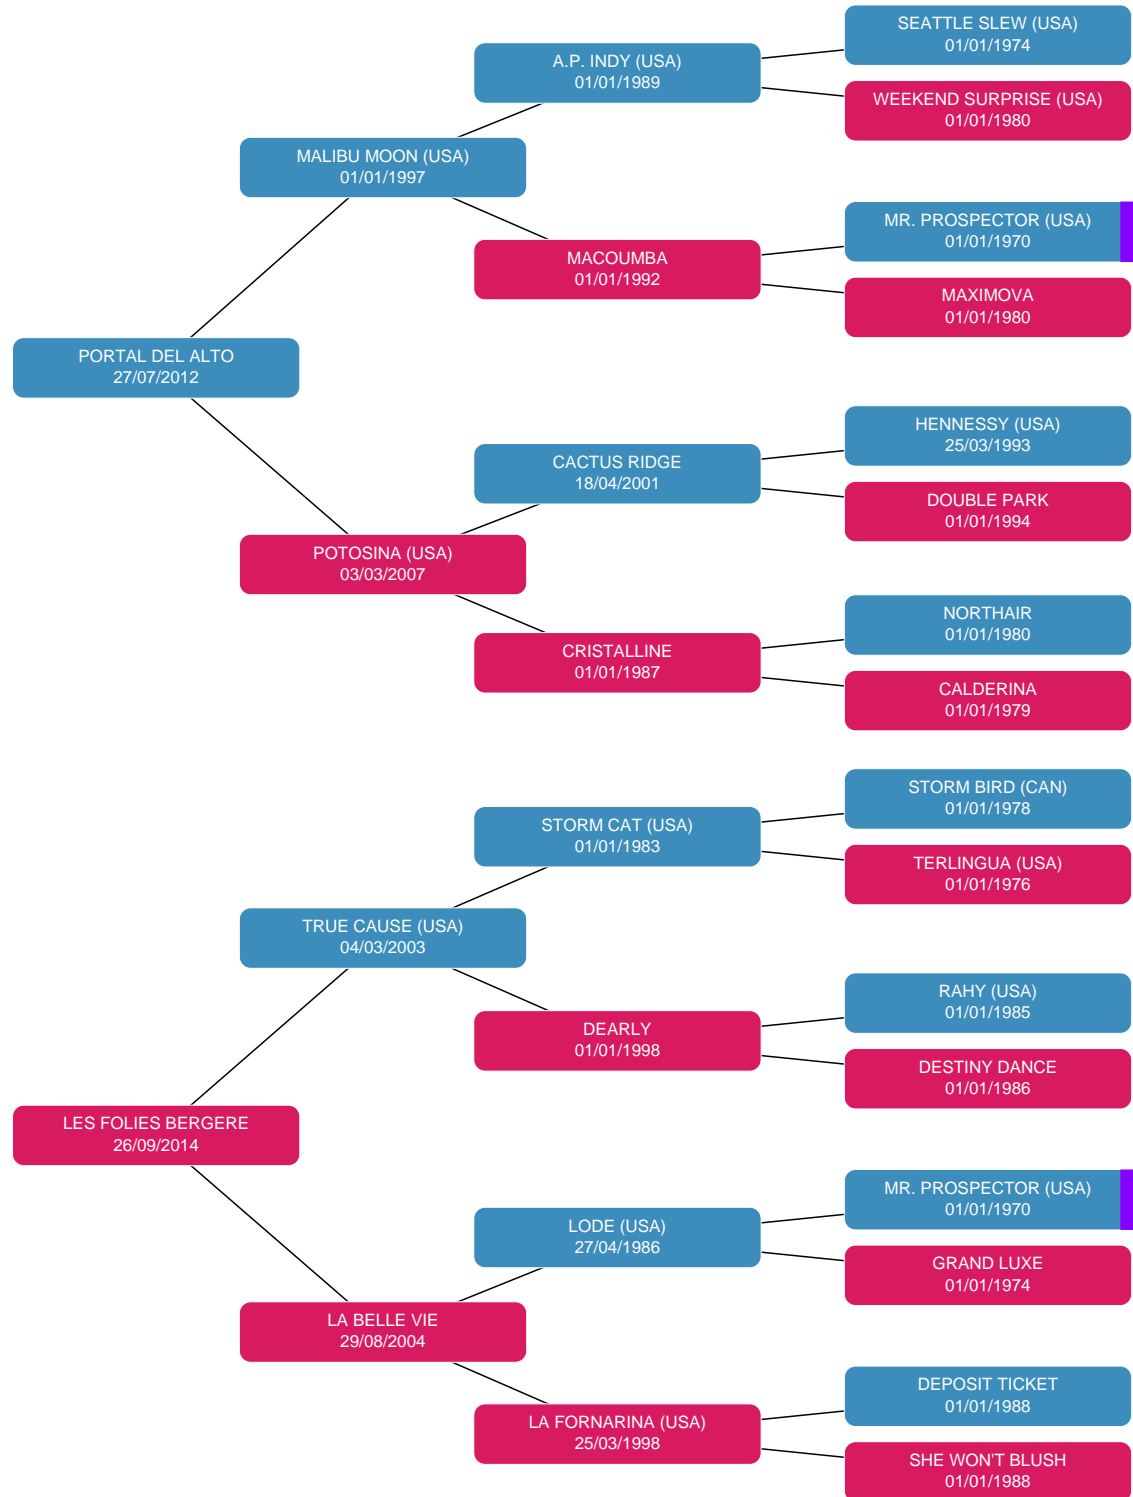 SEATTLE SLEW (USA)
01/01/1974
A.P. INDY (USA)
01/01/1989
WEEKEND SURPRISE (USA)
01/01/1980
MALIBU MOON (USA)
01/01/1997
MR. PROSPECTOR (USA)
01/01/1970
MACOUMBA
01/01/1992
MAXIMOVA
01/01/1980
PORTAL DEL ALTO
27/07/2012
HENNESSY (USA)
25/03/1993
CACTUS RIDGE
18/04/2001
DOUBLE PARK
01/01/1994
POTOSINA (USA)
03/03/2007
NORTHAIR
01/01/1980
CRISTALLINE
01/01/1987
CALDERINA
01/01/1979
STORM BIRD (CAN)
01/01/1978
STORM CAT (USA)
01/01/1983
TERLINGUA (USA)
01/01/1976
TRUE CAUSE (USA)
04/03/2003
RAHY (USA)
01/01/1985
DEARLY
01/01/1998
DESTINY DANCE
01/01/1986
LES FOLIES BERGERE
26/09/2014
MR. PROSPECTOR (USA)
01/01/1970
LODE (USA)
27/04/1986
GRAND LUXE
01/01/1974
LA BELLE VIE
29/08/2004
DEPOSIT TICKET
01/01/1988
LA FORNARINA (USA)
25/03/1998
SHE WON'T BLUSH
01/01/1988